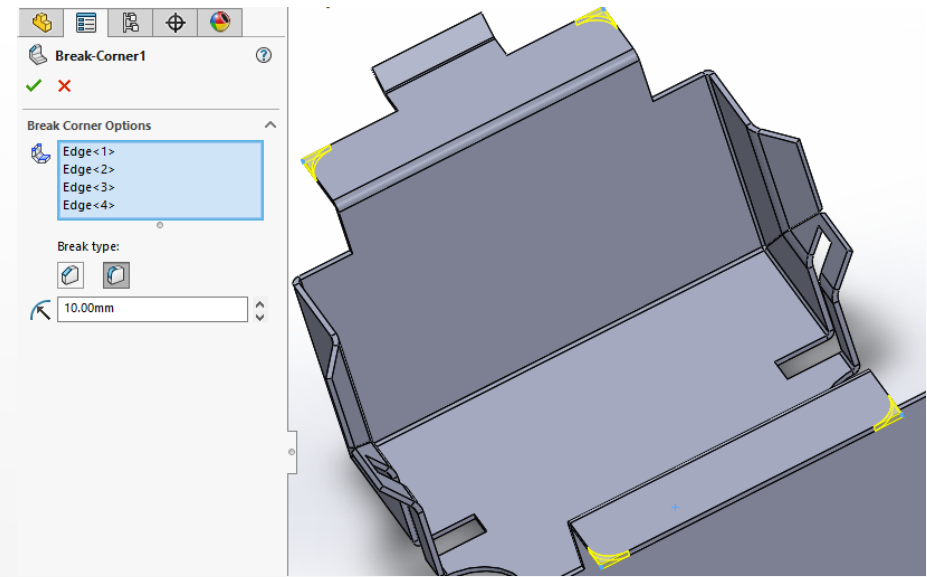 Break-Corner1
Break Corner Options
Edge<1>
Edge<2>
Edge<3>
Edge<4>
Break type:
10.00mm